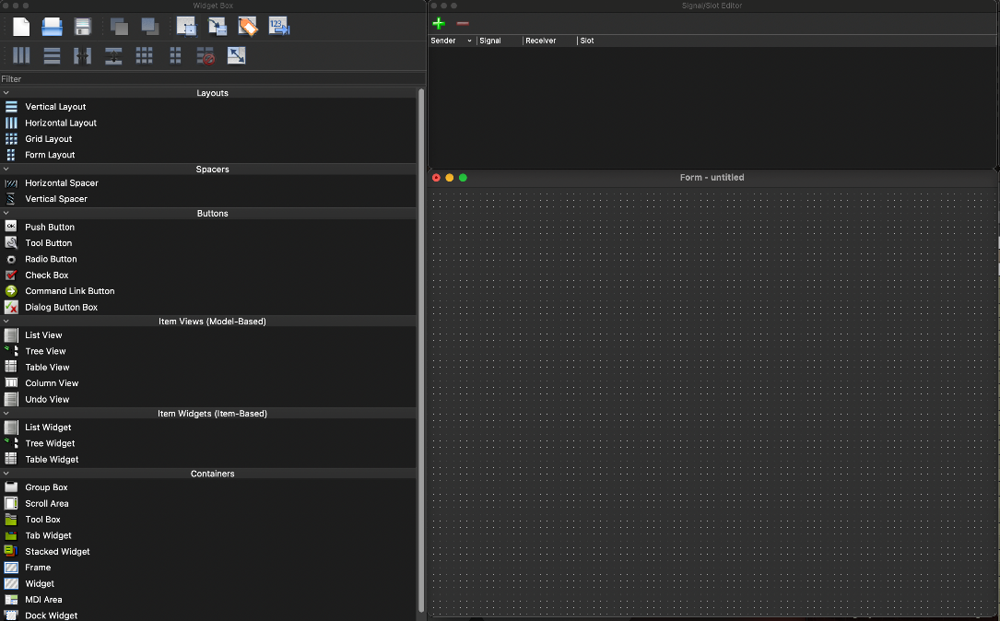 Widget Box
123
Filter
Layouts
Vertical Layout
Horizontal Layout
Grid Layout
Form Layout
Spacers
Horizontal Spacer
Vertical Spacer
Buttons
OK
Push Button
Tool Button
Radio Button
Check Box
Command Link Button
Dialog Button Box
Item Views (Model-Based)
List View
Tree View
Table View
Column View
Undo View
Item Widgets (Item-Based)
List Widget
Tree Widget
Table Widget
Containers
Group Box
Scroll Area
Tool Box
Tab Widget
Stacked Widget
Frame
Widget
MDI Area
Dock Widget
Signal/Slot Editor
Sender Signal Receiver Slot
Form - untitled